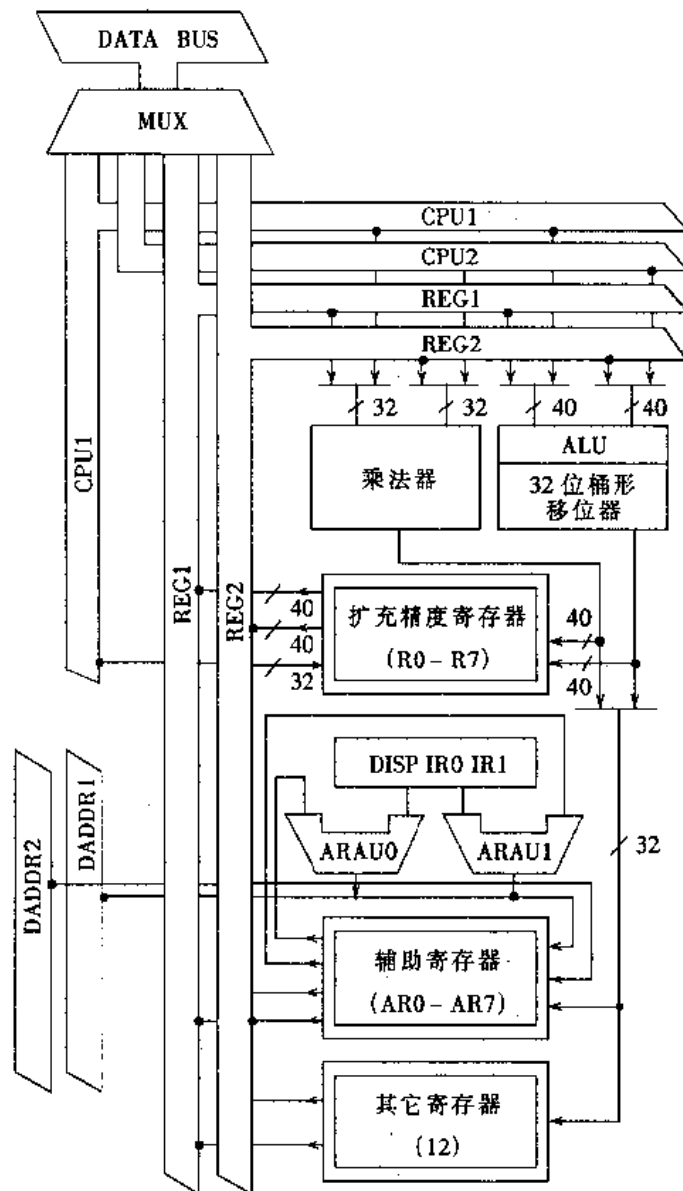 DATA BUS
MUX
CPU1
CPU2
REG1
REG2
32
32
40
40
乘法器
ALU
32位桶形
移位器
CPU1
REG1
REG2
40
40
32
扩充精度寄存器
(R0-R7)
40
40
DISP IR0 IR1
ARAU0
ARAU1
32
DADDR2
DADDR1
辅助寄存器
(AR0-AR7)
其它寄存器
(12)